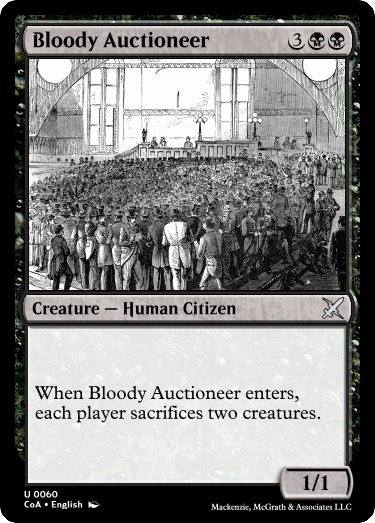 Bloody Auctioneer 3
Creature — Human Citizen
When Bloody Auctioneer enters,
each player sacrifices two creatures.
1/1
U 0060
CoA • English
Mackenzie, McGrath & Associates LLC